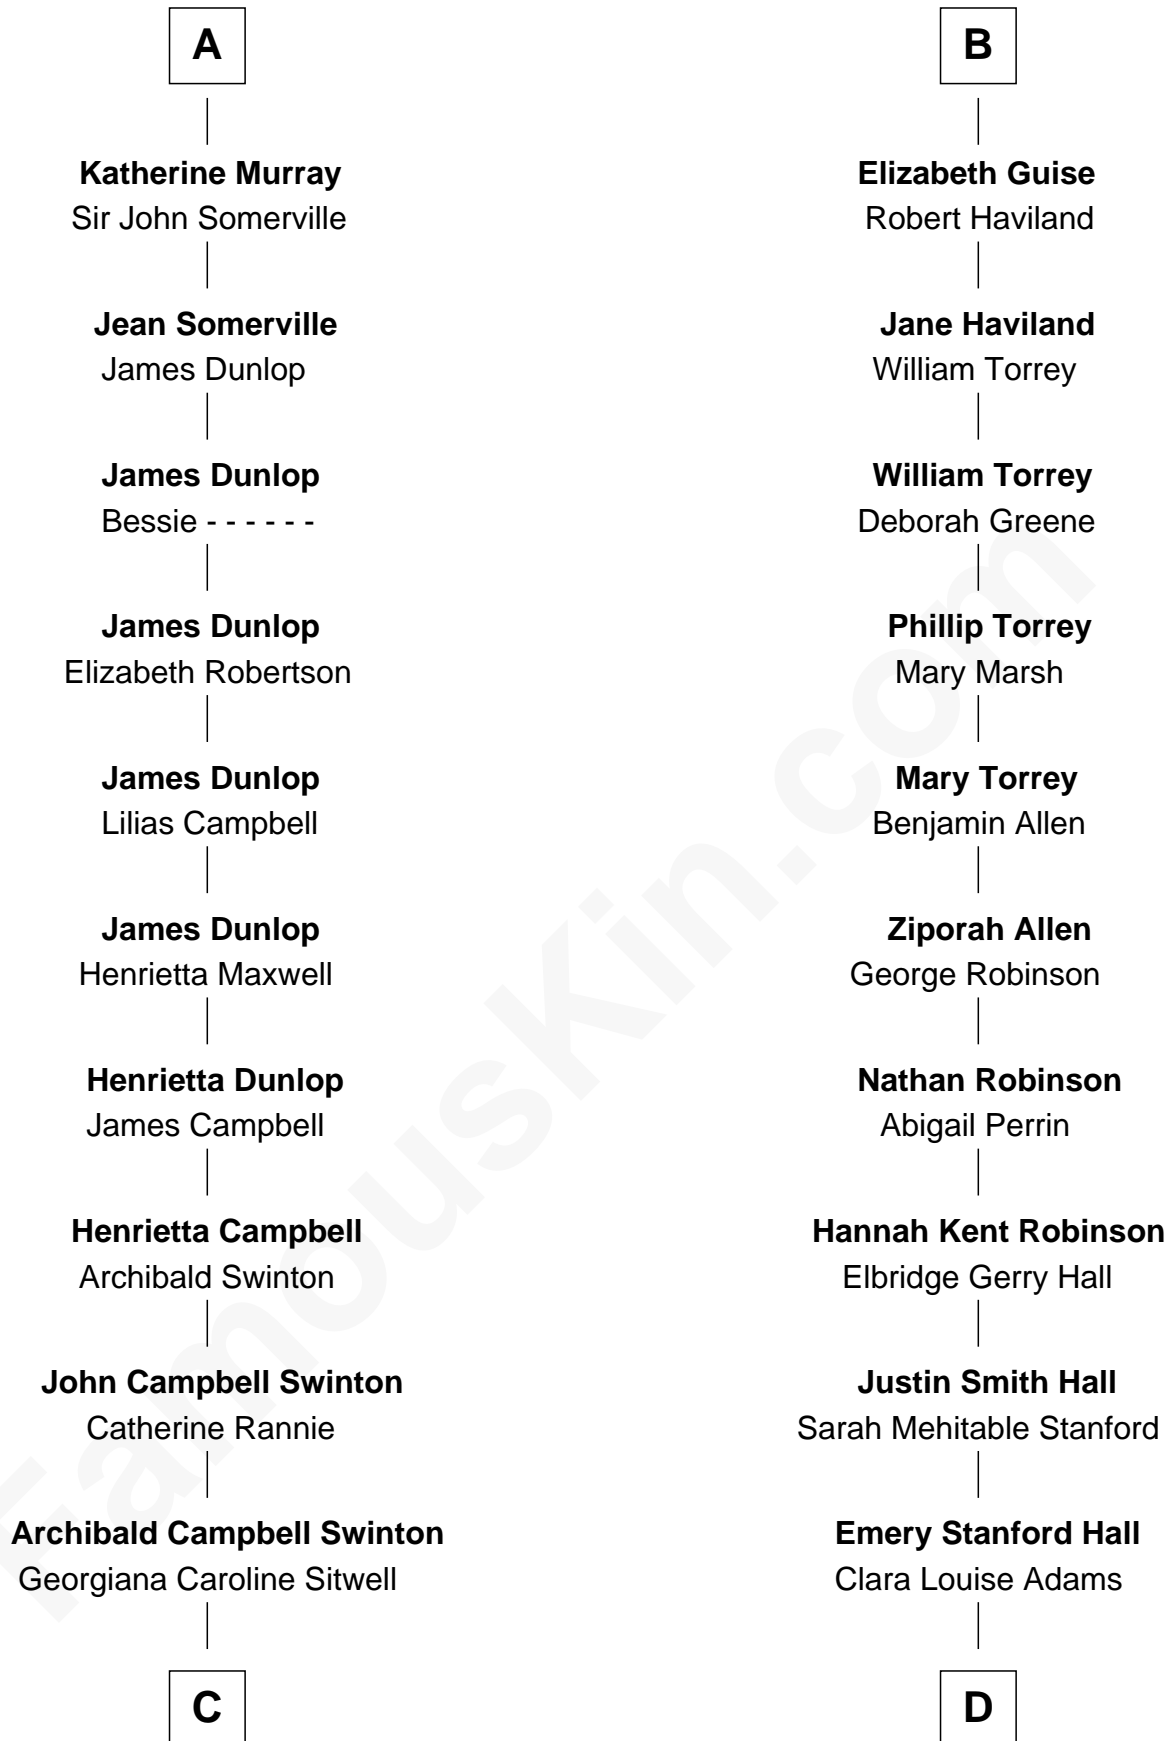 A
Katherine Murray
Sir John Somerville
Jean Somerville
James Dunlop
James Dunlop
Bessie - - - - - -
James Dunlop
Elizabeth Robertson
James Dunlop
Lilias Campbell
James Dunlop
Henrietta Maxwell
Henrietta Dunlop
James Campbell
Henrietta Campbell
Archibald Swinton
John Campbell Swinton
Catherine Rannie
Archibald Campbell Swinton
Georgiana Caroline Sitwell
C
B
Elizabeth Guise
Robert Haviland
Jane Haviland
William Torrey
William Torrey
Deborah Greene
Phillip Torrey
Mary Marsh
Mary Torrey
Benjamin Allen
Ziporah Allen
George Robinson
Nathan Robinson
Abigail Perrin
Hannah Kent Robinson
Elbridge Gerry Hall
Justin Smith Hall
Sarah Mehitable Stanford
Emery Stanford Hall
Clara Louise Adams
D
FamousKin.com